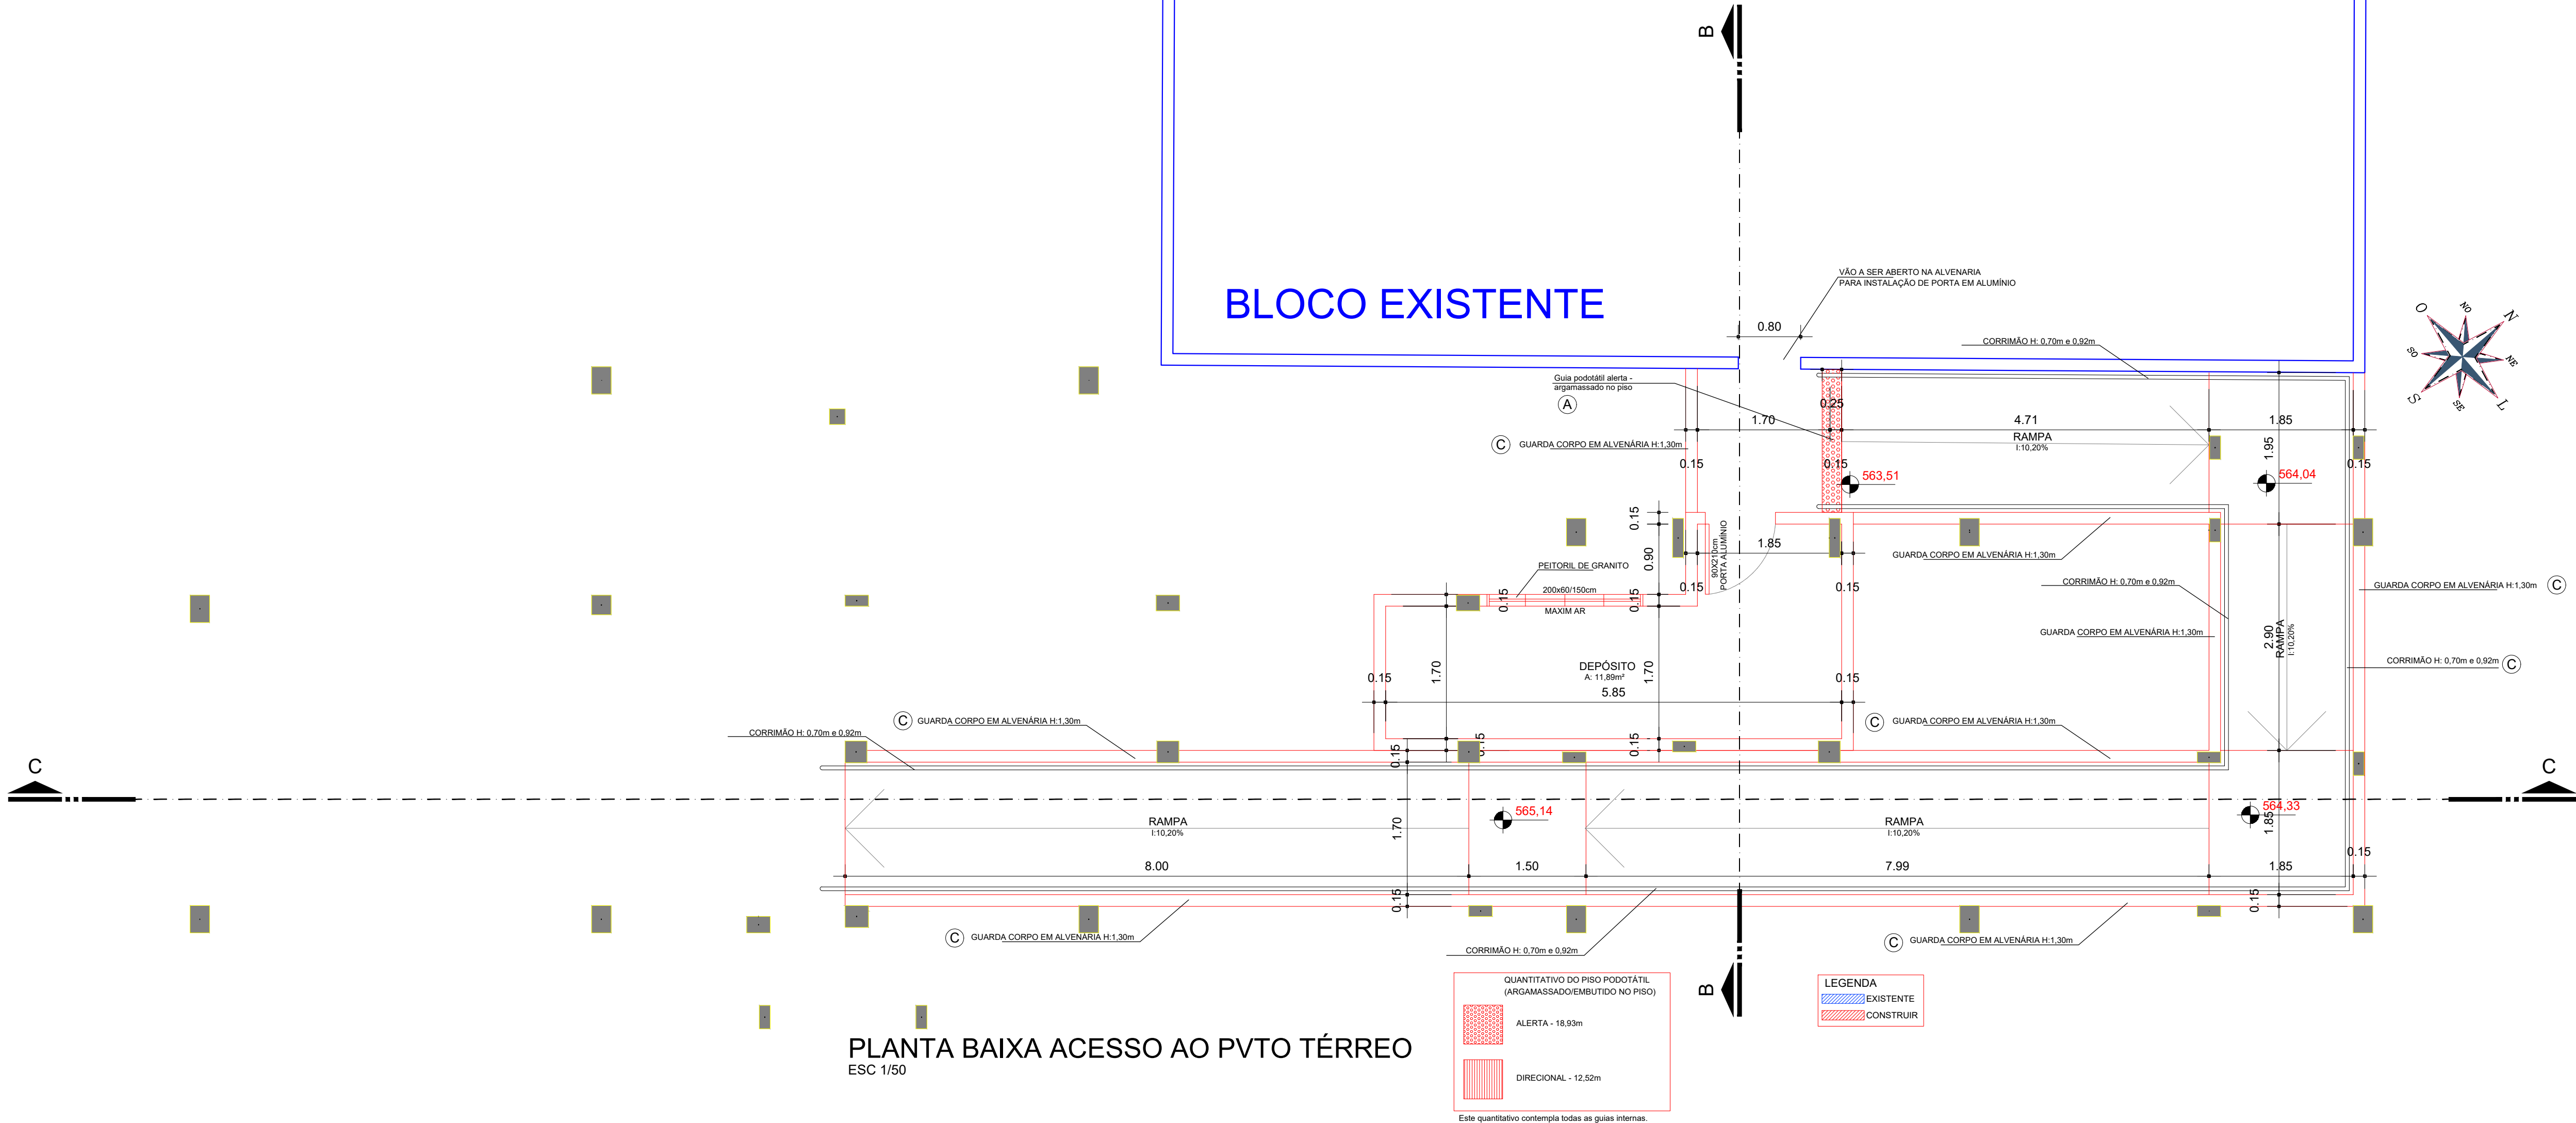 B
BLOCO EXISTENTE
VÃO A SER ABERTO NA ALVENARIA
PARA INSTALAÇÃO DE PORTA EM ALUMÍNIO
0.80
CORRIMÃO H: 0,70m e 0,92m
O
NO
N
NE
L
SE
S
SO
Guia podotátil alerta -
argamassado no piso
A
0.25
1.70
4.71
1.85
RAMPA
I:10,20%
C
GUARDA CORPO EM ALVENÁRIA H:1,30m
1.95
0.15
0.15
0.15
563,51
564,04
0.15
0.90
90X210cm
PORTA ALUMÍNIO
1.85
GUARDA CORPO EM ALVENÁRIA H:1,30m
PEITORIL DE GRANITO
200x60/150cm
MAXIM AR
0.15
0.15
0.15
0.15
CORRIMÃO H: 0,70m e 0,92m
GUARDA CORPO EM ALVENÁRIA H:1,30m
C
GUARDA CORPO EM ALVENÁRIA H:1,30m
2.90
RAMPA
I:10,20%
CORRIMÃO H: 0,70m e 0,92m
C
DEPÓSITO
A: 11,89m²
1.70
1.70
0.15
5.85
0.15
C
GUARDA CORPO EM ALVENÁRIA H:1,30m
C
GUARDA CORPO EM ALVENÁRIA H:1,30m
CORRIMÃO H: 0,70m e 0,92m
0.15
0.15
0.15
C
C
RAMPA
I:10,20%
1.70
565,14
RAMPA
I:10,20%
564,33
1.85
8.00
1.50
7.99
1.85
0.15
0.15
0.15
C
GUARDA CORPO EM ALVENÁRIA H:1,30m
CORRIMÃO H: 0,70m e 0,92m
C
GUARDA CORPO EM ALVENÁRIA H:1,30m
B
QUANTITATIVO DO PISO PODOTÁTIL
(ARGAMASSADO/EMBUTIDO NO PISO)
ALERTA - 18,93m
DIRECIONAL - 12,52m
Este quantitativo contempla todas as guias internas.
LEGENDA
EXISTENTE
CONSTRUIR
PLANTA BAIXA ACESSO AO PVTO TÉRREO
ESC 1/50